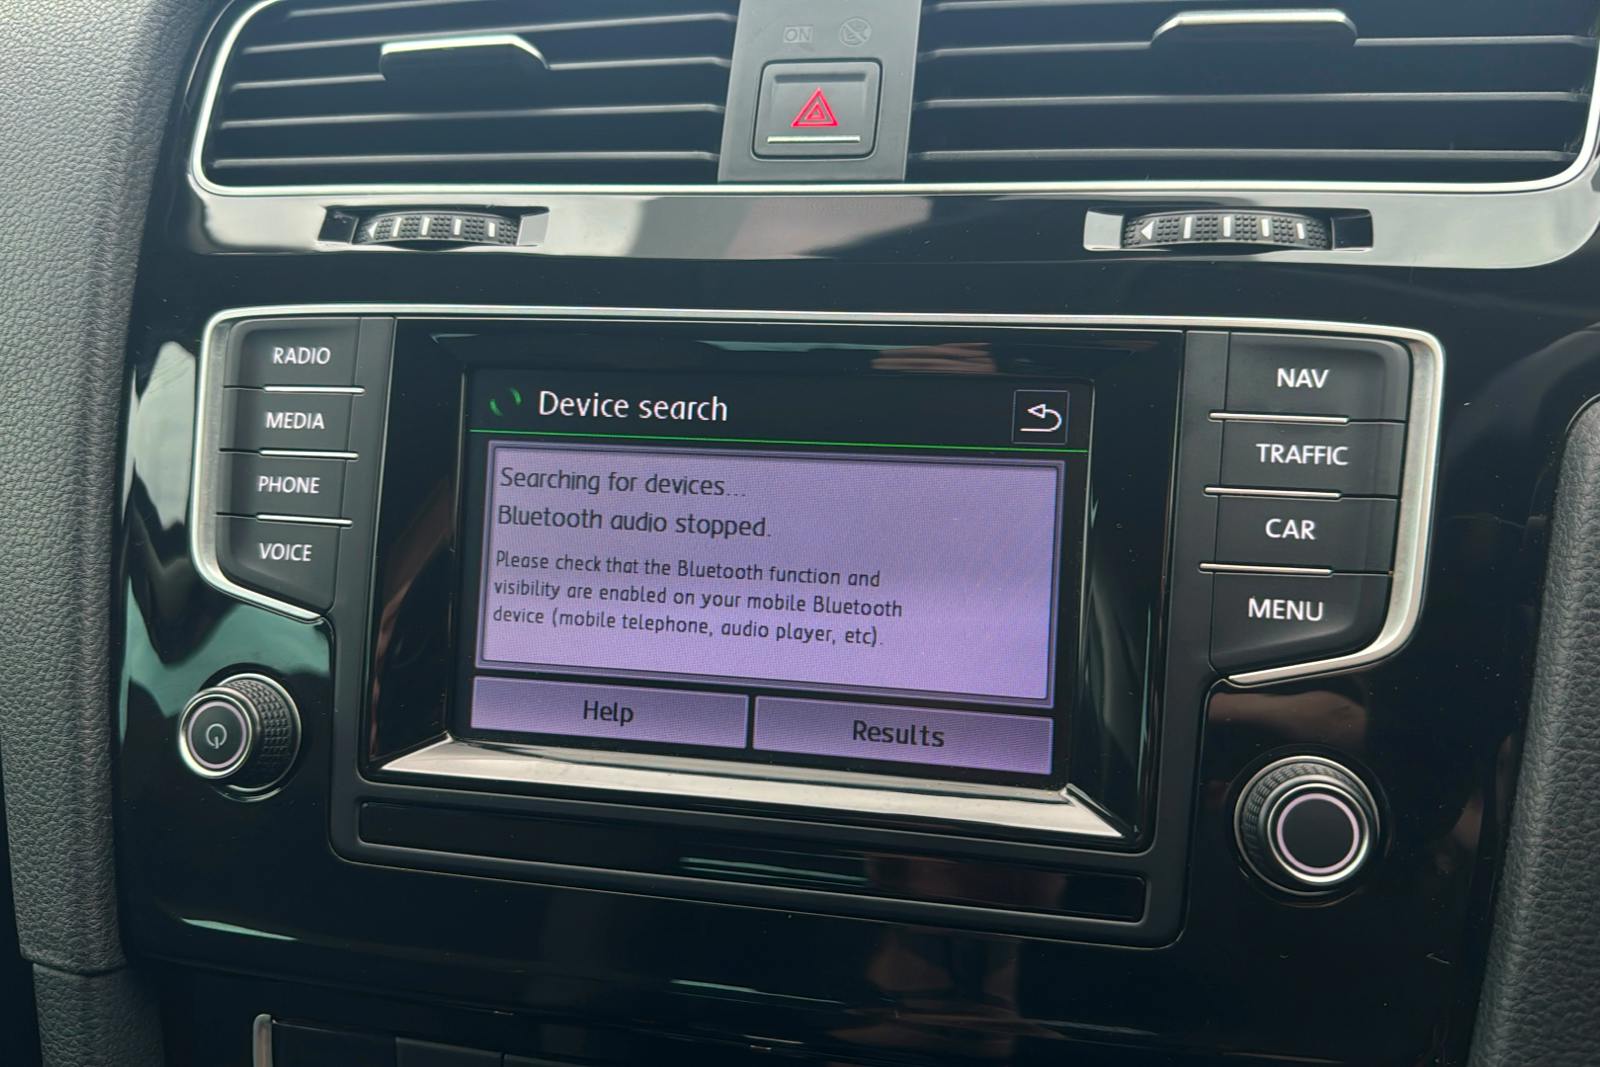 ON
RADIO
MEDIA
PHONE
VOICE
Device search
Searching for devices...
Bluetooth audio stopped.
Please check that the Bluetooth function and
visibility are enabled on your mobile Bluetooth
device (mobile telephone, audio player, etc).
Help
Results
NAV
TRAFFIC
CAR
MENU